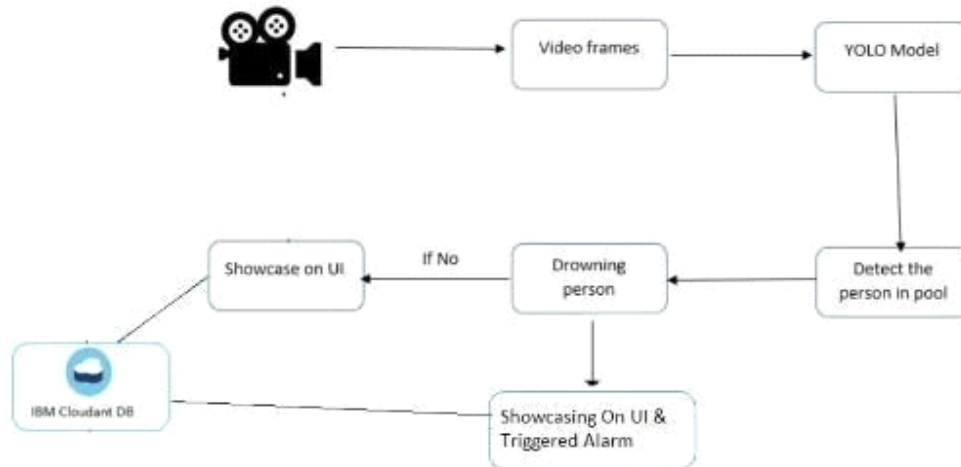 Video frames
YOLO Model
Detect the
person in pool
Drowning
person
If No
Showcase on UI
IBM Cloudant DB
Showcasing On UI &
Triggered Alarm